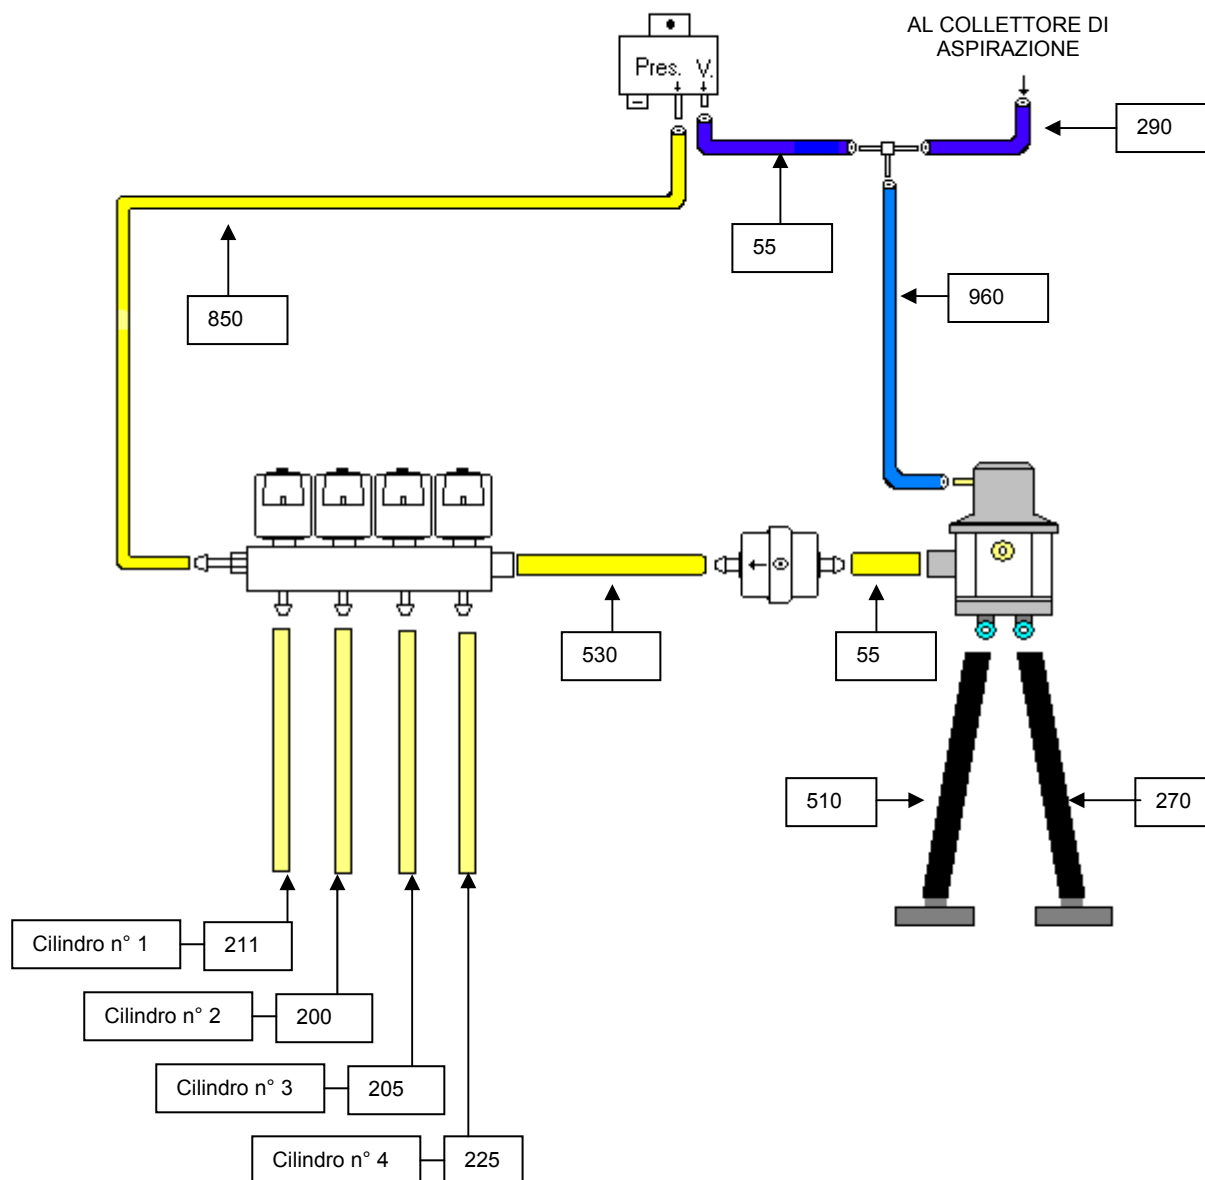 AL COLLETTORE DI
ASPIRAZIONE
Pres. V.
290
55
960
850
530
55
510
270
Cilindro n° 1
211
Cilindro n° 2
200
Cilindro n° 3
205
Cilindro n° 4
225